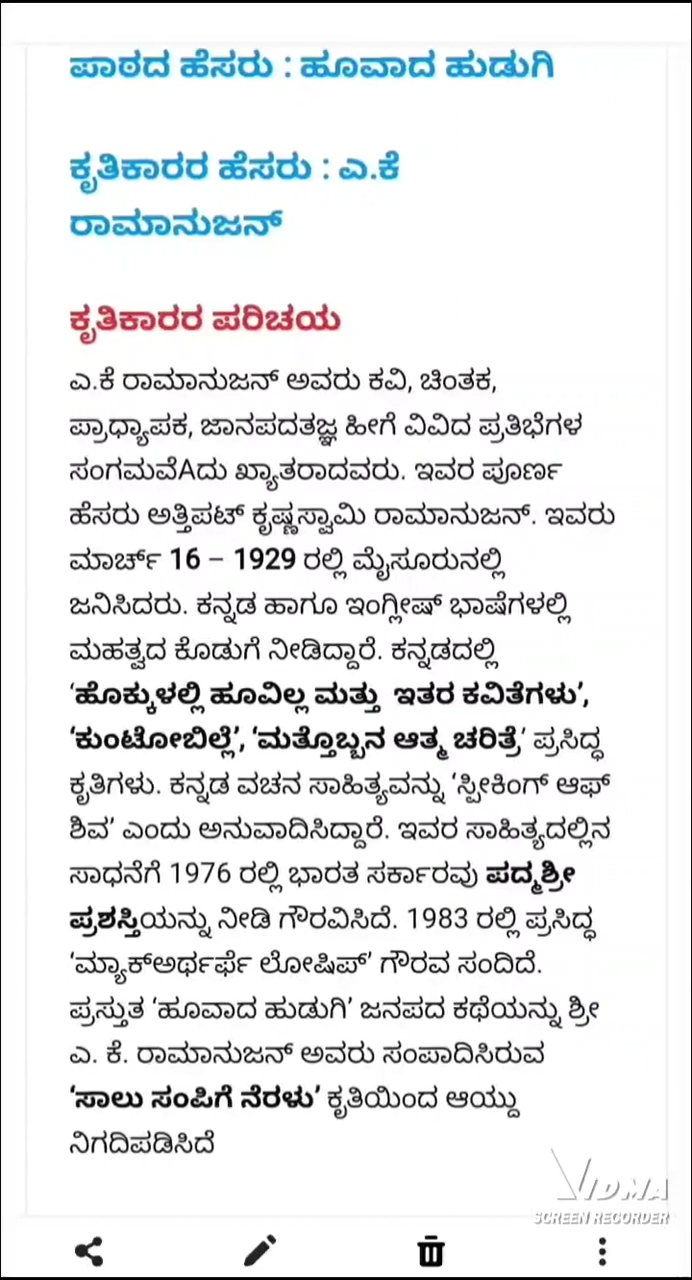 ಪಾಠದ ಹೆಸರು : ಹೂವಾದ ಹುಡುಗಿ
ಕೃತಿಕಾರರ ಹೆಸರು : ಎ.ಕೆ
ರಾಮಾನುಜನ್
ಕೃತಿಕಾರರ ಪರಿಚಯ
ಎ.ಕೆ ರಾಮಾನುಜನ್ ಅವರು ಕವಿ, ಚಿಂತಕ,
ಪ್ರಾಧ್ಯಾಪಕ, ಜಾನಪದತಜ್ಞ ಹೀಗೆ ವಿವಿದ ಪ್ರತಿಭೆಗಳ
ಸಂಗಮವೆAದು ಖ್ಯಾತರಾದವರು. ಇವರ ಪೂರ್ಣ
ಹೆಸರು ಅತ್ತಿಪಟ್ ಕೃಷ್ಣಸ್ವಾಮಿ ರಾಮಾನುಜನ್. ಇವರು
ಮಾರ್ಚ್ 16 – 1929 ರಲ್ಲಿ ಮೈಸೂರುನಲ್ಲಿ
ಜನಿಸಿದರು. ಕನ್ನಡ ಹಾಗೂ ಇಂಗ್ಲೀಷ್ ಭಾಷೆಗಳಲ್ಲಿ
ಮಹತ್ವದ ಕೊಡುಗೆ ನೀಡಿದ್ದಾರೆ. ಕನ್ನಡದಲ್ಲಿ
‘ಹೊಕ್ಕುಳಲ್ಲಿ ಹೂವಿಲ್ಲ ಮತ್ತು ಇತರ ಕವಿತೆಗಳು’,
‘ಕುಂಟೋಬಿಲ್ಲೆ’, ‘ಮತ್ತೊಬ್ಬನ ಆತ್ಮ ಚರಿತ್ರೆ’ ಪ್ರಸಿದ್ಧ
ಕೃತಿಗಳು. ಕನ್ನಡ ವಚನ ಸಾಹಿತ್ಯವನ್ನು ‘ಸ್ಪೀಕಿಂಗ್ ಆಫ್
ಶಿವ’ ಎಂದು ಅನುವಾದಿಸಿದ್ದಾರೆ. ಇವರ ಸಾಹಿತ್ಯದಲ್ಲಿನ
ಸಾಧನೆಗೆ 1976 ರಲ್ಲಿ ಭಾರತ ಸರ್ಕಾರವು ಪದ್ಮಶ್ರೀ
ಪ್ರಶಸ್ತಿಯನ್ನು ನೀಡಿ ಗೌರವಿಸಿದೆ. 1983 ರಲ್ಲಿ ಪ್ರಸಿದ್ಧ
‘ಮ್ಯಾಕ್‌ಅರ್ಥರ್ಫೆ ಲೋಷಿಪ್’ ಗೌರವ ಸಂದಿದೆ.
ಪ್ರಸ್ತುತ ‘ಹೂವಾದ ಹುಡುಗಿ’ ಜನಪದ ಕಥೆಯನ್ನು ಶ್ರೀ
ಎ. ಕೆ. ರಾಮಾನುಜನ್ ಅವರು ಸಂಪಾದಿಸಿರುವ
‘ಸಾಲು ಸಂಪಿಗೆ ನೆರಳು’ ಕೃತಿಯಿಂದ ಆಯ್ದು
ನಿಗದಿಪಡಿಸಿದೆ
VIDMA
SCREEN RECORDER